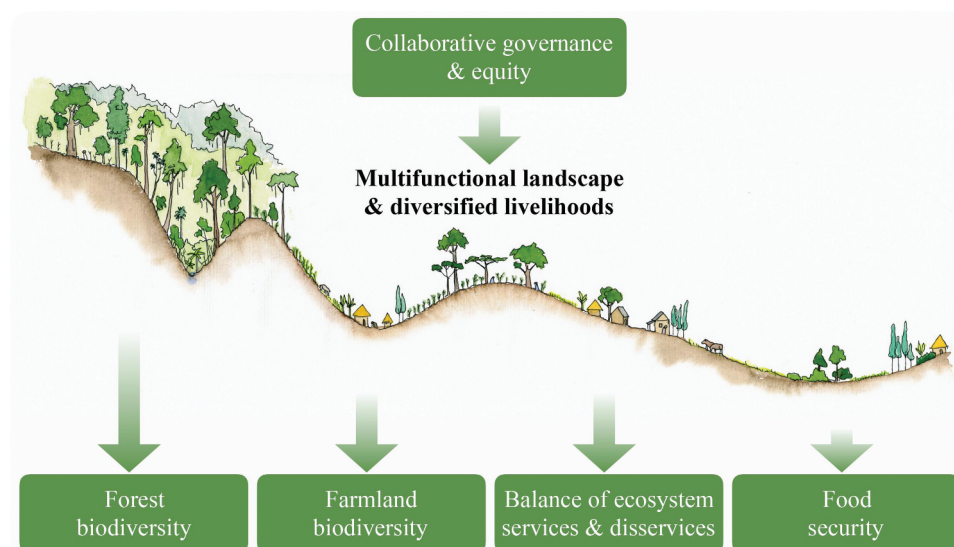 Collaborative governance
& equity
Multifunctional landscape
& diversified livelihoods
Forest
biodiversity
Farmland
biodiversity
Balance of ecosystem
services & disservices
Food
security